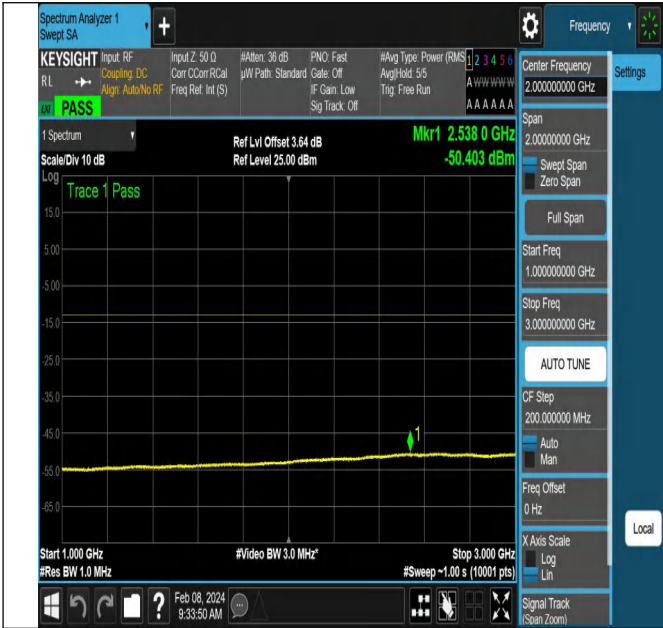 Spectrum Analyzer 1
Swept SA
+
Frequency
KEYSIGHT
RL
LXI
PASS
Input: RF
Coupling: DC
Align: Auto/No RF
Input Z: 50 Ω
Corr CCorr RCal
Freq Ref: Int (S)
#Atten: 36 dB
µW Path: Standard
PNO: Fast
Gate: Off
IF Gain: Low
Sig Track: Off
#Avg Type: Power (RMS
Avg|Hold: 5/5
Trig: Free Run
1 2 3 4 5 6
A W W W W W
A A A A A A
Center Frequency
2.000000000 GHz
Settings
Span
2.00000000 GHz
Swept Span
Zero Span
Full Span
Start Freq
1.000000000 GHz
Stop Freq
3.000000000 GHz
AUTO TUNE
CF Step
200.000000 MHz
Auto
Man
Freq Offset
0 Hz
X Axis Scale
Log
Lin
Signal Track
(Span Zoom)
Local
1 Spectrum
Scale/Div 10 dB
Ref Lvl Offset 3.64 dB
Ref Level 25.00 dBm
Mkr1 2.538 0 GHz
-50.403 dBm
Log
Trace 1 Pass
15.0
5.00
-5.00
-15.0
-25.0
-35.0
-45.0
-55.0
-65.0
1
Start 1.000 GHz
#Res BW 1.0 MHz
#Video BW 3.0 MHz*
Stop 3.000 GHz
#Sweep ~1.00 s (10001 pts)
?
Feb 08, 2024
9:33:50 AM